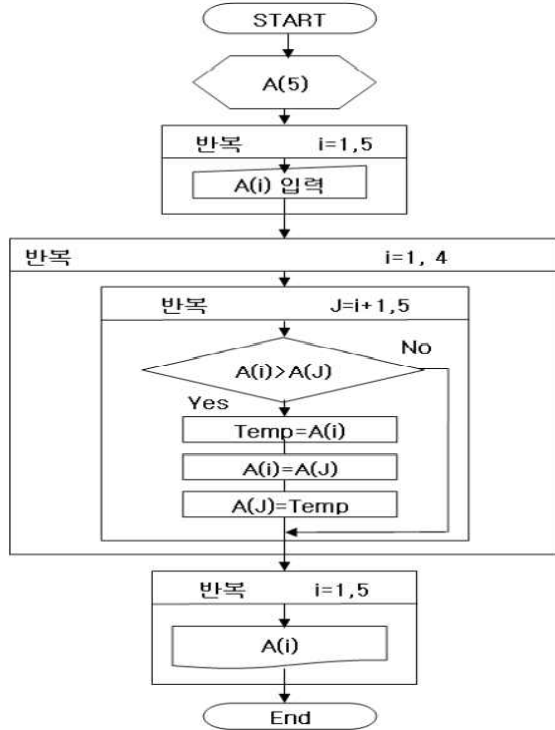 START
A(5)
반복 i=1,5
A(i) 입력
반복 i=1, 4
반복 J=i+1,5
No
A(i)>A(J)
Yes
Temp=A(i)
A(i)=A(J)
A(J)=Temp
반복 i=1,5
A(i)
End